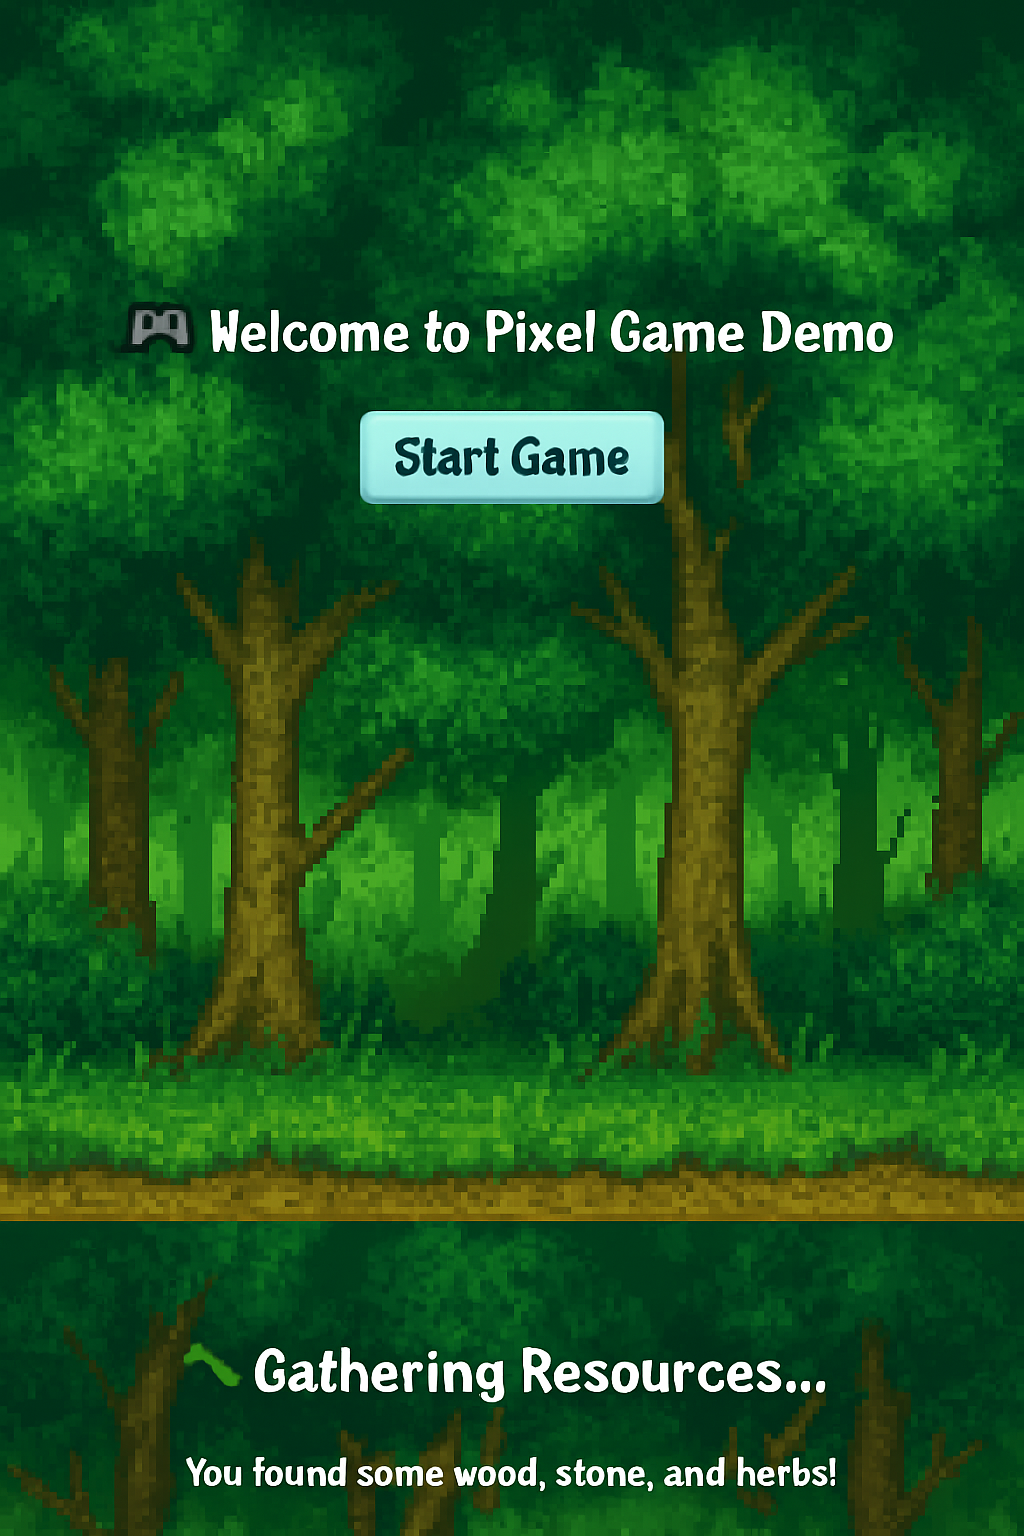 Welcome to Pixel Game Demo
Start Game
Gathering Resources...
You found some wood, stone, and herbs!